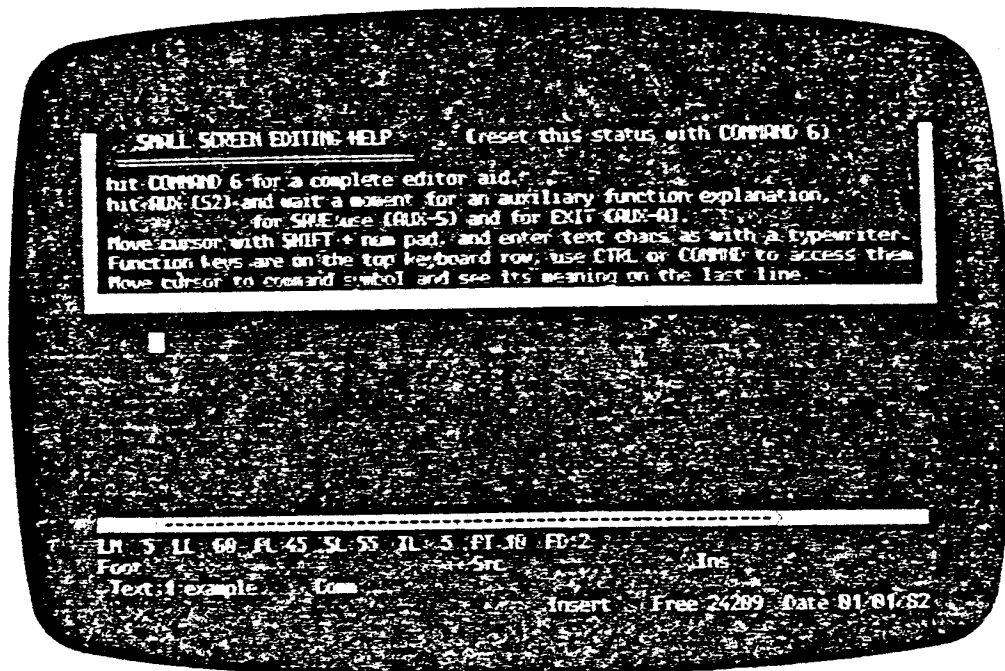 SMALL SCREEN EDITING HELP (reset this status with COMMAND 6)
hit COMMAND 6 for a complete editor aid.
hit AUX (S2) and wait a moment for an auxiliary function explanation,
for SAVE use (AUX-S) and for EXIT (AUX-A).
Move cursor with SHIFT + num pad, and enter text chars as with a typewriter.
Function keys are on the top keyboard row, use CTRL or COMMND to access them
Move cursor to command symbol and see its meaning on the last line.
LM 5 LL 60 FL 45 SL 55 IL 5 PT 10 FD 2
Foot Src Ins
Text:1 example Comm
Insert Free 24209 Date 01/01/82